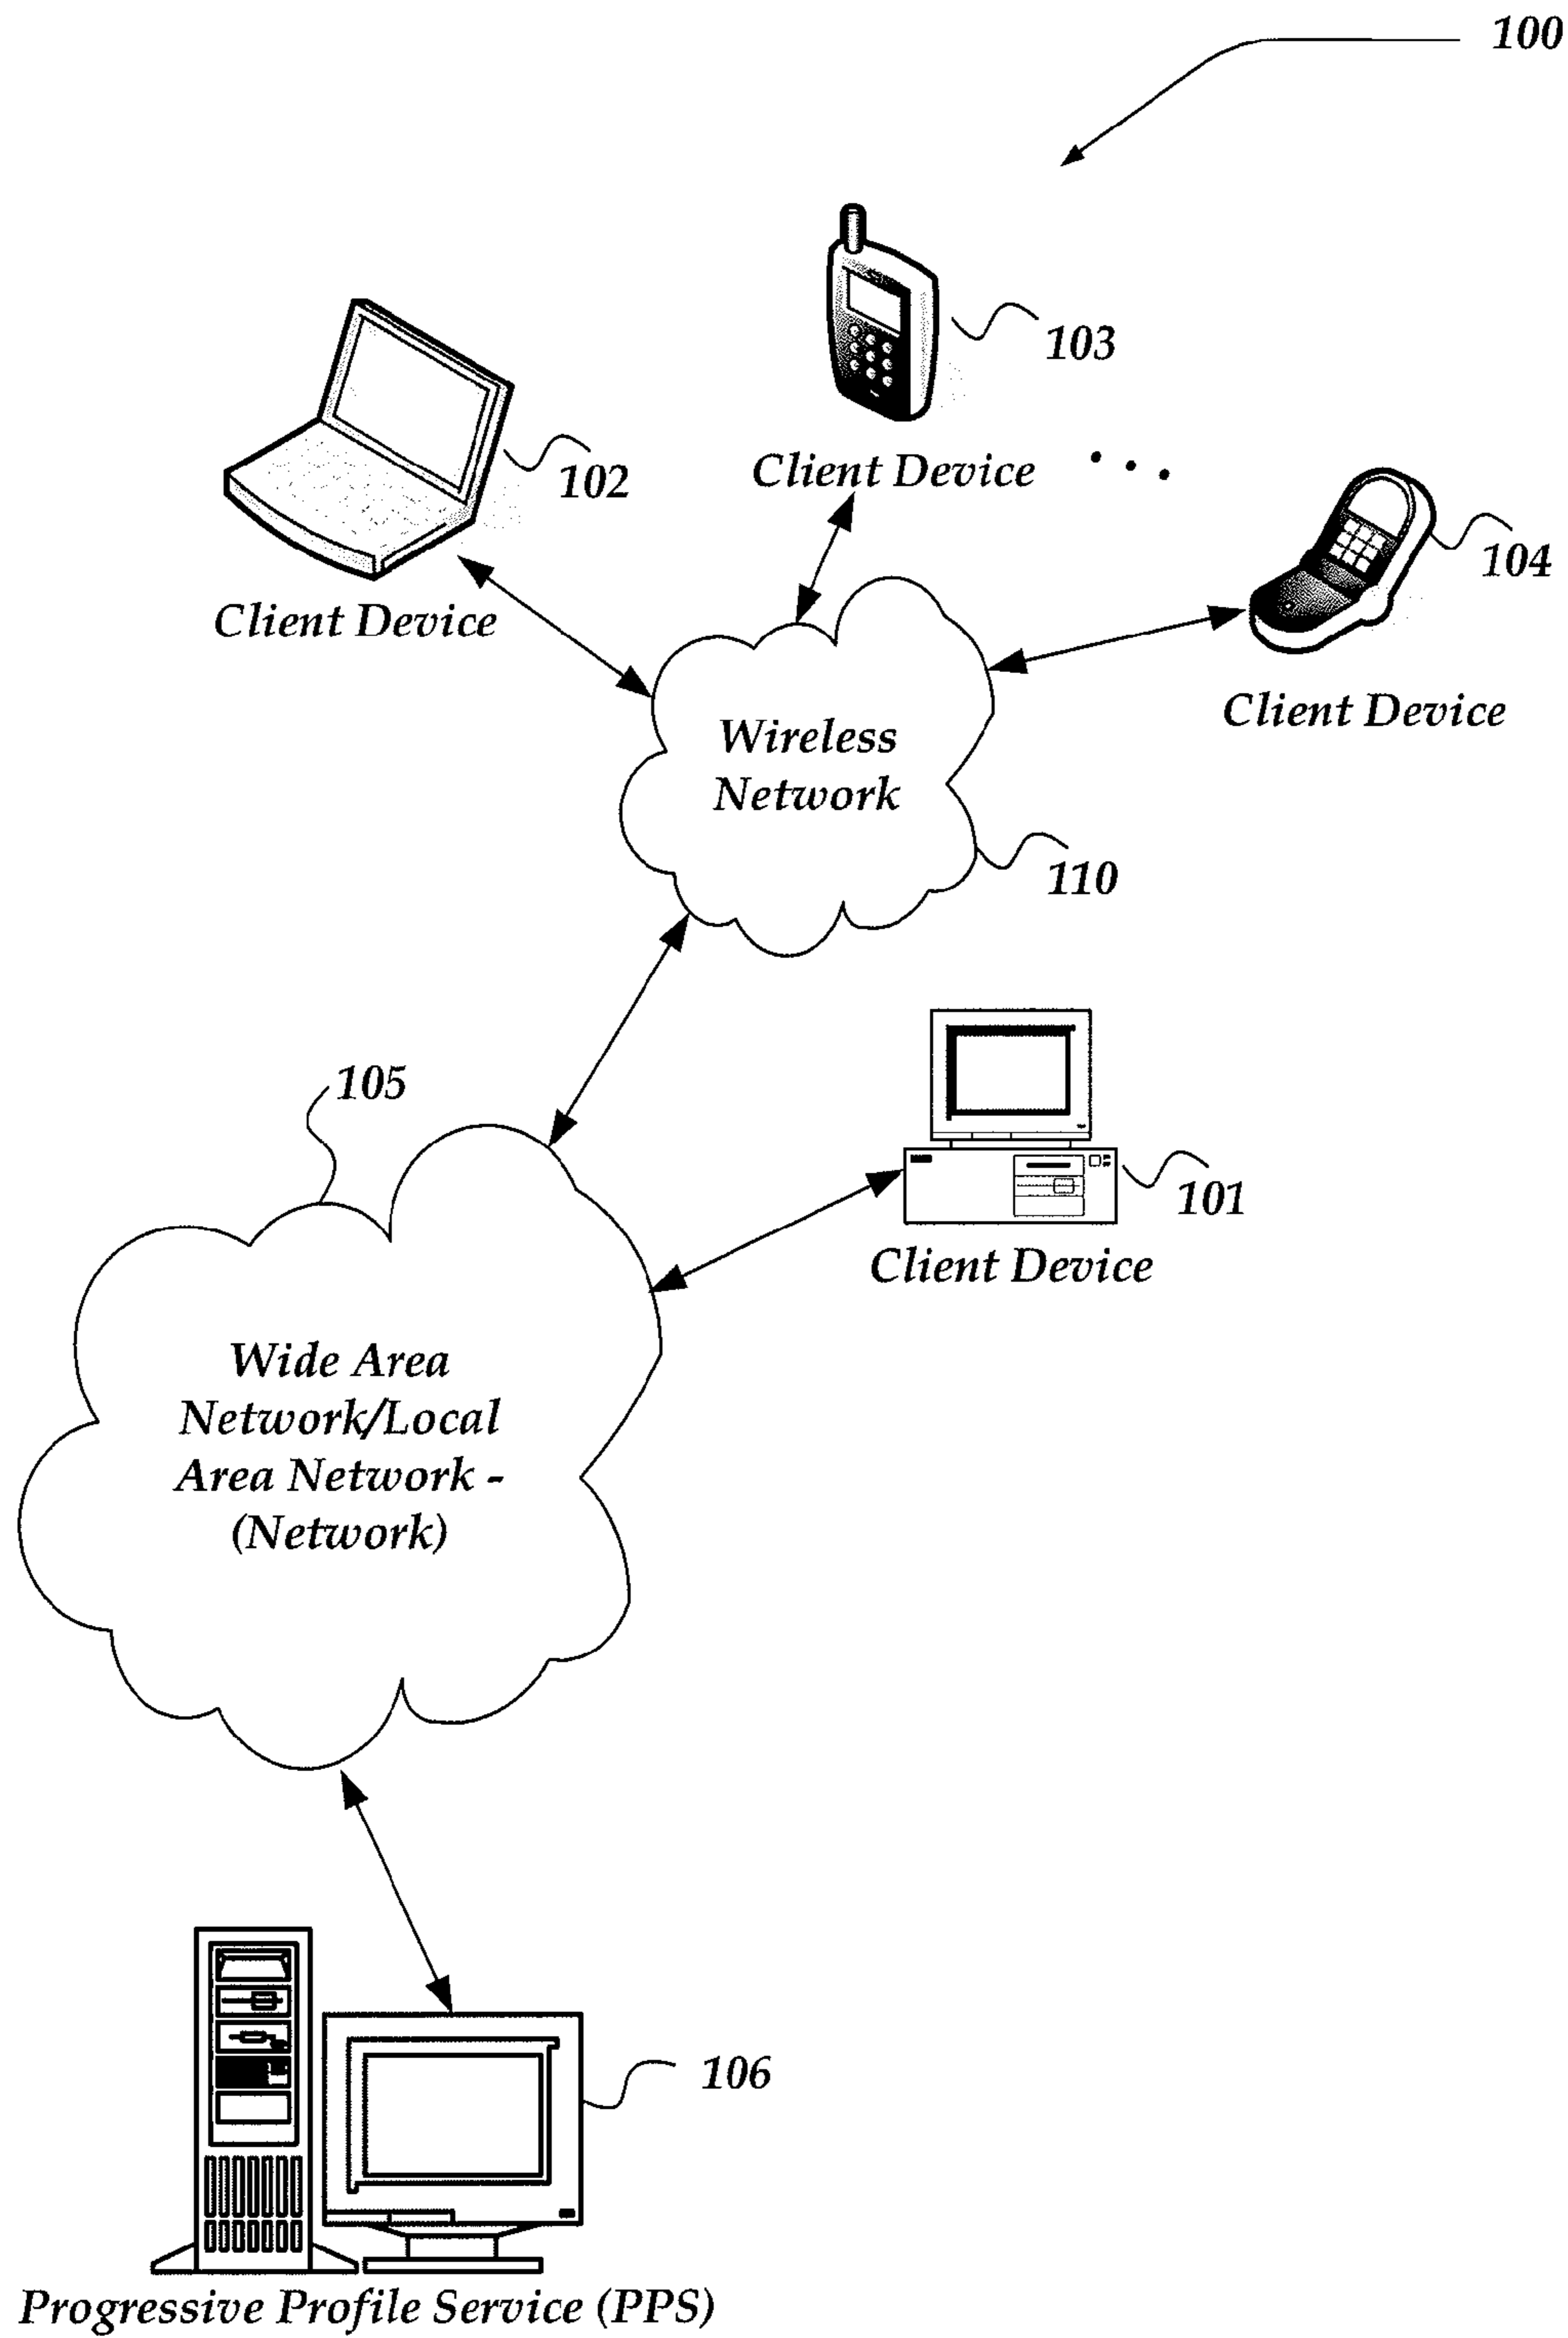 100
103
Client Device
. . .
102
104
Client Device
Client Device
Wireless
Network
110
105
101
Client Device
Wide Area
Network/Local
Area Network -
(Network)
106
Progressive Profile Service (PPS)